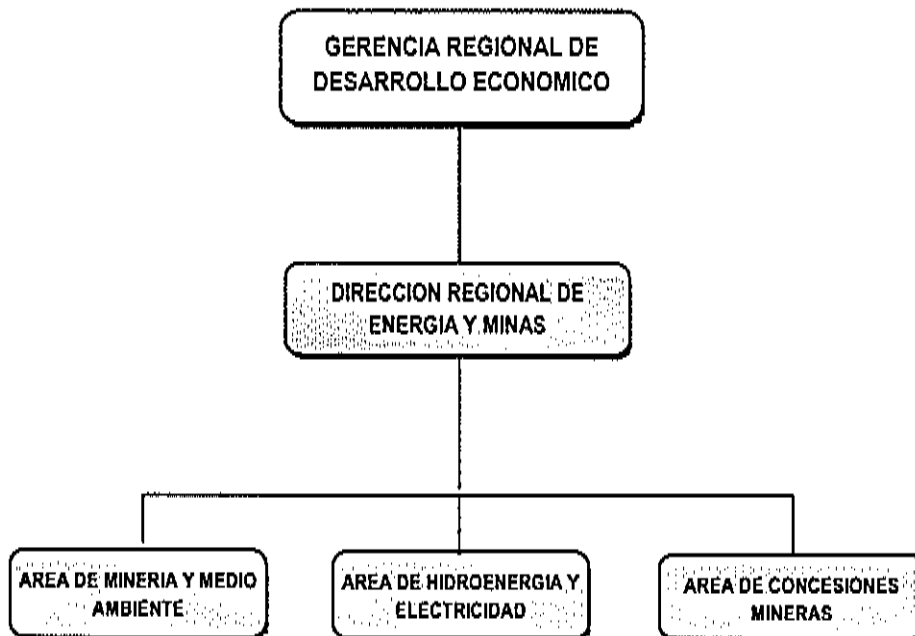 GERENCIA REGIONAL DE
DESARROLLO ECONOMICO
DIRECCION REGIONAL DE
ENERGIA Y MINAS
AREA DE MINERIA Y MEDIO
AMBIENTE
AREA DE HIDROENERGIA Y
ELECTRICIDAD
AREA DE CONCESIONES
MINERAS